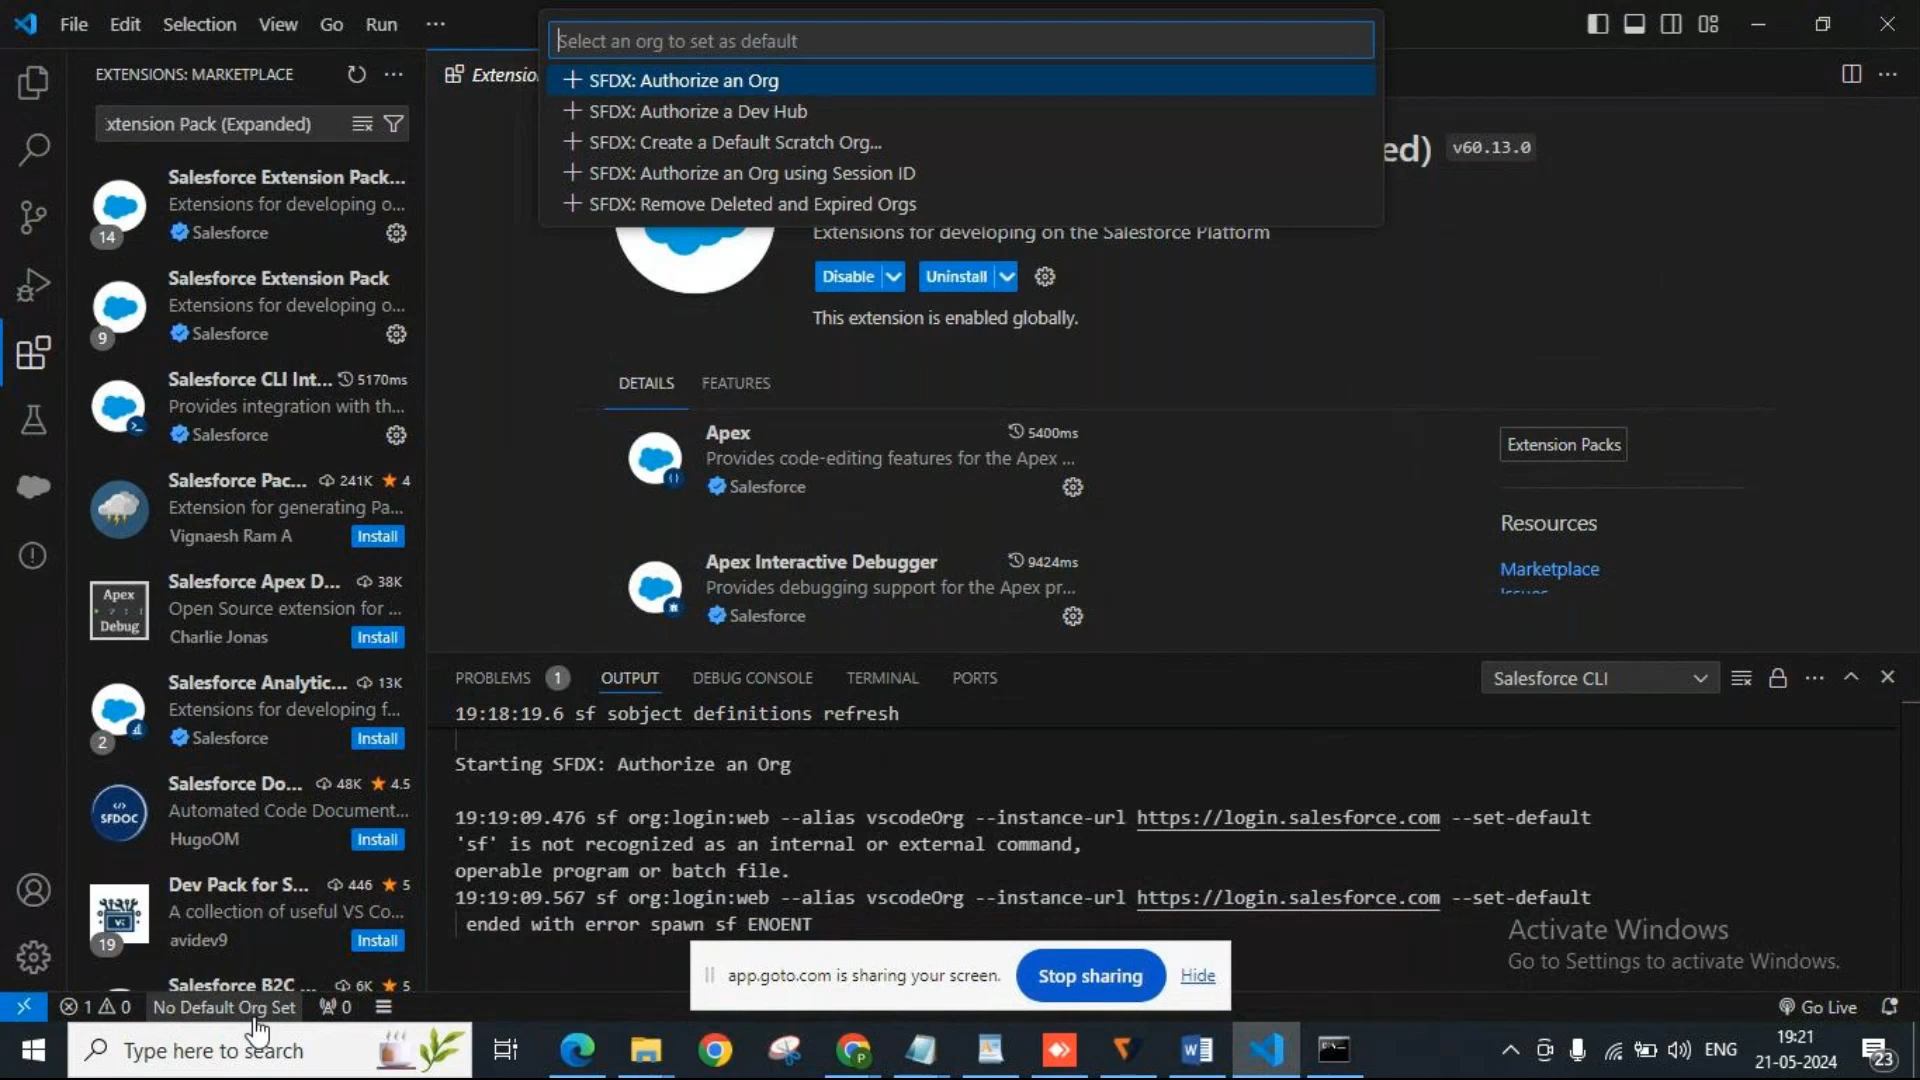 File Edit Selection View Go Run ···
Select an org to set as default
SFDX: Authorize an Org
SFDX: Authorize a Dev Hub
SFDX: Create a Default Scratch Org...
SFDX: Authorize an Org using Session ID
SFDX: Remove Deleted and Expired Orgs
EXTENSIONS: MARKETPLACE
xtension Pack (Expanded)
Salesforce Extension Pack...
Extensions for developing o...
14
Salesforce
Salesforce Extension Pack
Extensions for developing o...
9
Salesforce
Salesforce CLI Int... 5170ms
Provides integration with th...
Salesforce
Salesforce Pac... 241K 4
Extension for generating Pa...
Vignaesh Ram A Install
Salesforce Apex D... 38K
Apex
Debug
Open Source extension for ...
Charlie Jonas Install
Salesforce Analytic... 13K
Extensions for developing f...
2
Salesforce Install
Salesforce Do... 48K 4.5
</>
SFDOC
Automated Code Document...
HugoOM Install
Dev Pack for S... 446 5
A collection of useful VS Co...
19
avidev9 Install
Salesforce B2C ... 6K 5
Extensio
ed) v60.13.0
Extensions for developing on the Salesforce Platform
Disable Uninstall
This extension is enabled globally.
DETAILS FEATURES
Apex 5400ms
Provides code-editing features for the Apex ...
Salesforce
Apex Interactive Debugger 9424ms
Provides debugging support for the Apex pr...
Salesforce
Extension Packs
Resources
Marketplace
Issues
PROBLEMS 1 OUTPUT DEBUG CONSOLE TERMINAL PORTS
Salesforce CLI
19:18:19.6 sf sobject definitions refresh
Starting SFDX: Authorize an Org
19:19:09.476 sf org:login:web --alias vscodeOrg --instance-url https://login.salesforce.com --set-default
'sf' is not recognized as an internal or external command,
operable program or batch file.
19:19:09.567 sf org:login:web --alias vscodeOrg --instance-url https://login.salesforce.com --set-default
ended with error spawn sf ENOENT
Activate Windows
Go to Settings to activate Windows.
app.goto.com is sharing your screen. Stop sharing Hide
1 0 No Default Org Set 0
Go Live
Type here to search
ENG
19:21
21-05-2024
23